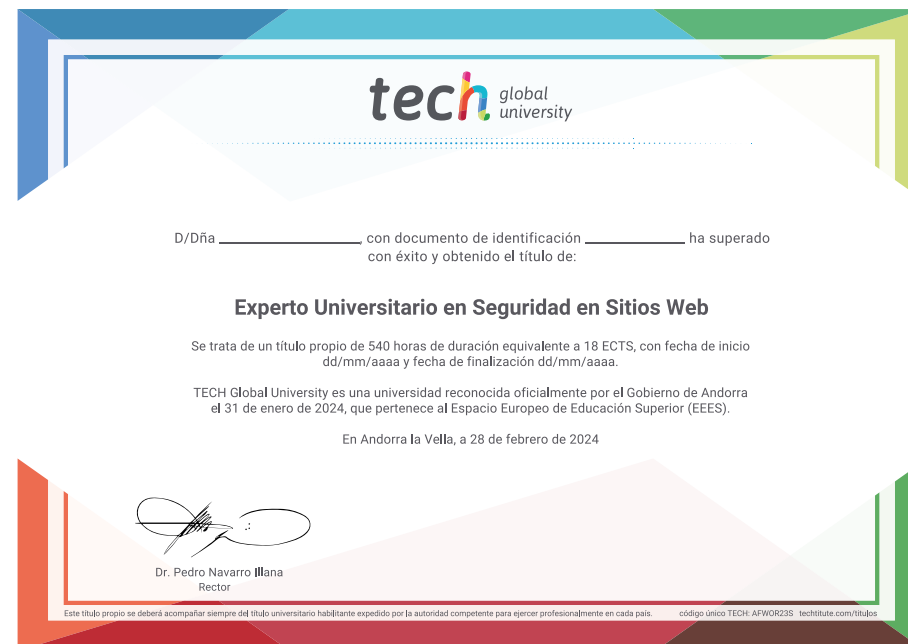 tech global university
D/Dña ____________________, con documento de identificación ______________ ha superado
con éxito y obtenido el título de:
Experto Universitario en Seguridad en Sitios Web
Se trata de un título propio de 540 horas de duración equivalente a 18 ECTS, con fecha de inicio
dd/mm/aaaa y fecha de finalización dd/mm/aaaa.
TECH Global University es una universidad reconocida oficialmente por el Gobierno de Andorra
el 31 de enero de 2024, que pertenece al Espacio Europeo de Educación Superior (EEES).
En Andorra la Vella, a 28 de febrero de 2024
Dr. Pedro Navarro Illana
Rector
Este título propio se deberá acompañar siempre del título universitario habilitante expedido por la autoridad competente para ejercer profesionalmente en cada país. código único TECH: AFWOR23S techtitute.com/titulos